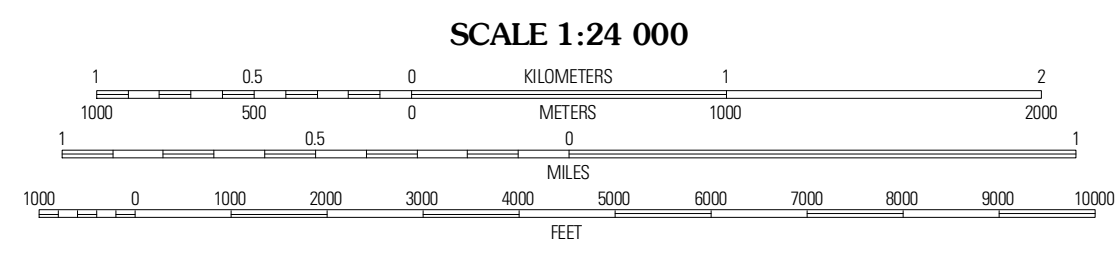 SCALE 1:24 000
1 0.5 0 KILOMETERS 1 2
1000 500 0 METERS 1000 2000
1 0.5 0 1
MILES
1000 0 1000 2000 3000 4000 5000 6000 7000 8000 9000 10000
FEET